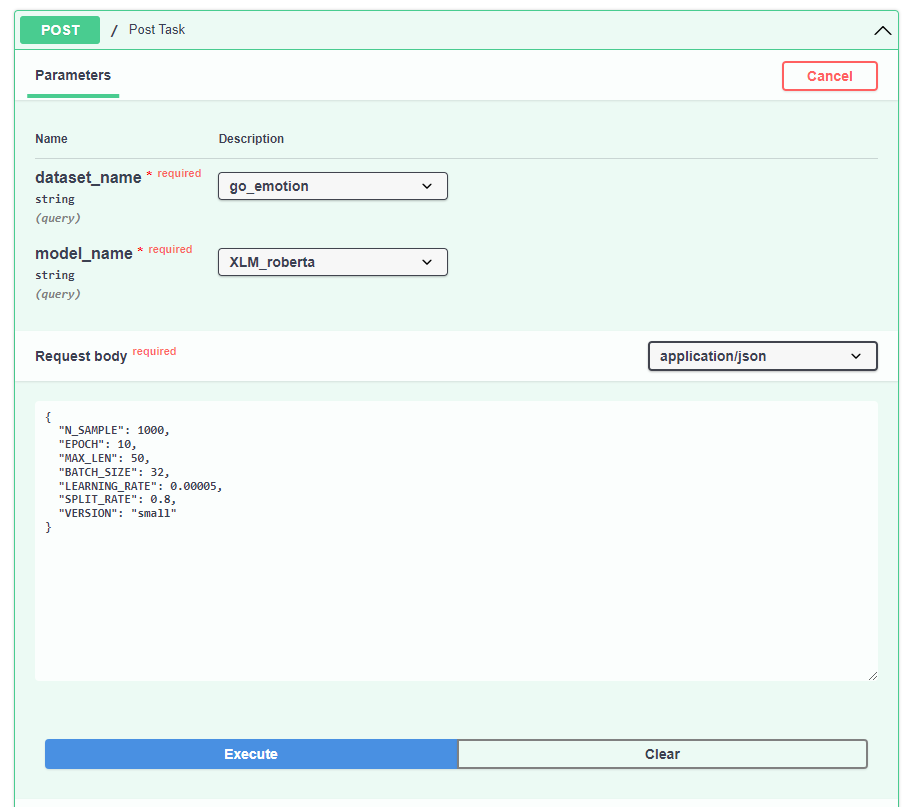 POST / Post Task
Parameters
Cancel
Name Description
dataset_name * required
string
(query)
go_emotion
model_name * required
string
(query)
XLM_roberta
Request body required
application/json
{
  "N_SAMPLE": 1000,
  "EPOCH": 10,
  "MAX_LEN": 50,
  "BATCH_SIZE": 32,
  "LEARNING_RATE": 0.00005,
  "SPLIT_RATE": 0.8,
  "VERSION": "small"
}
Execute Clear